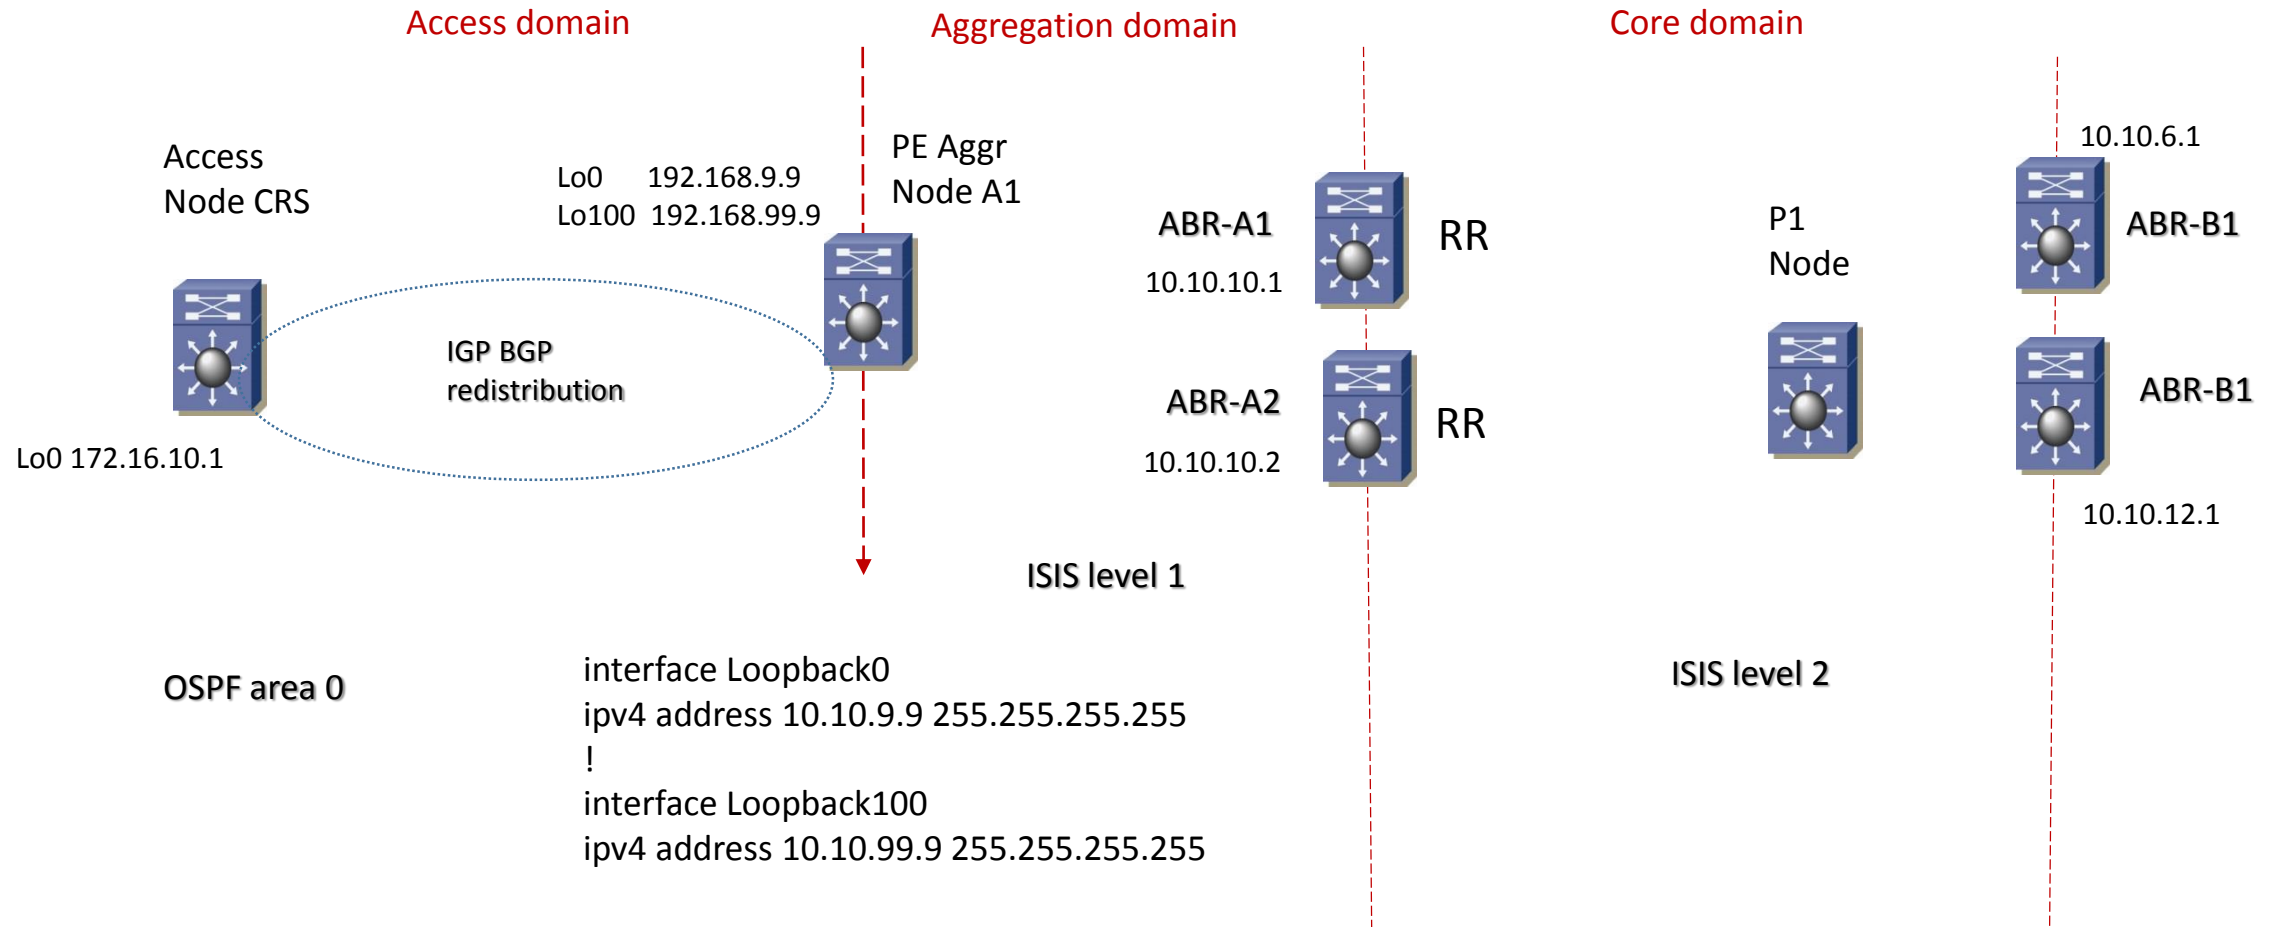 Access domain
Aggregation domain
Core domain
Access
Node CRS
Lo0 192.168.9.9
Lo100 192.168.99.9
PE Aggr
Node A1
ABR-A1
10.10.10.1
RR
P1
Node
10.10.6.1
ABR-B1
IGP BGP
redistribution
ABR-A2
10.10.10.2
RR
ABR-B1
10.10.12.1
Lo0 172.16.10.1
ISIS level 1
OSPF area 0
interface Loopback0
ipv4 address 10.10.9.9 255.255.255.255
!
interface Loopback100
ipv4 address 10.10.99.9 255.255.255.255
ISIS level 2